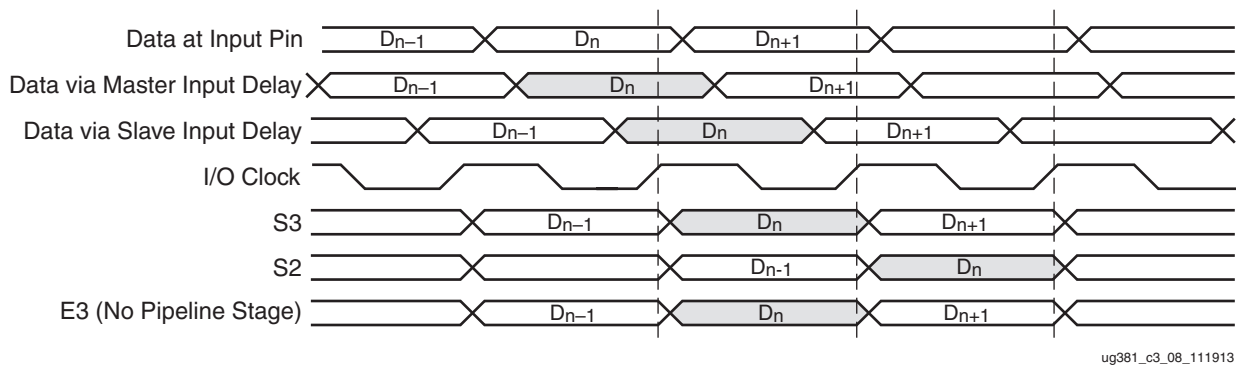 Data at Input Pin Dn–1 Dn Dn+1
Data via Master Input Delay Dn–1 Dn Dn+1
Data via Slave Input Delay Dn–1 Dn Dn+1
I/O Clock
S3 Dn–1 Dn Dn+1
S2 Dn-1 Dn
E3 (No Pipeline Stage) Dn–1 Dn Dn+1
ug381_c3_08_111913